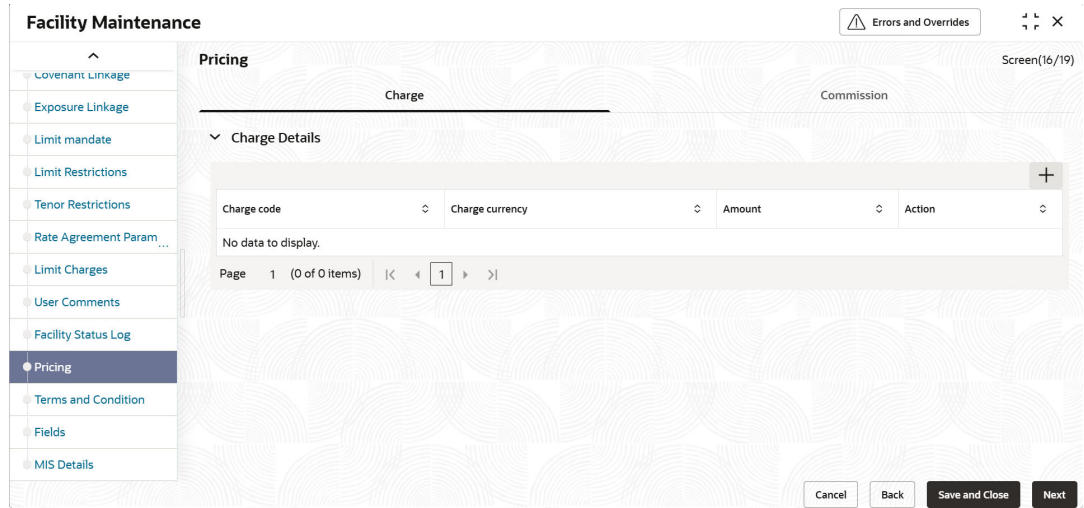 Facility Maintenance
Errors and Overrides
Covenant Linkage
Exposure Linkage
Limit mandate
Limit Restrictions
Tenor Restrictions
Rate Agreement Param...
Limit Charges
User Comments
Facility Status Log
Pricing
Terms and Condition
Fields
MIS Details
Pricing
Screen(16/19)
Charge
Commission
Charge Details
Charge code
Charge currency
Amount
Action
No data to display.
Page 1 (0 of 0 items) 1
Cancel
Back
Save and Close
Next